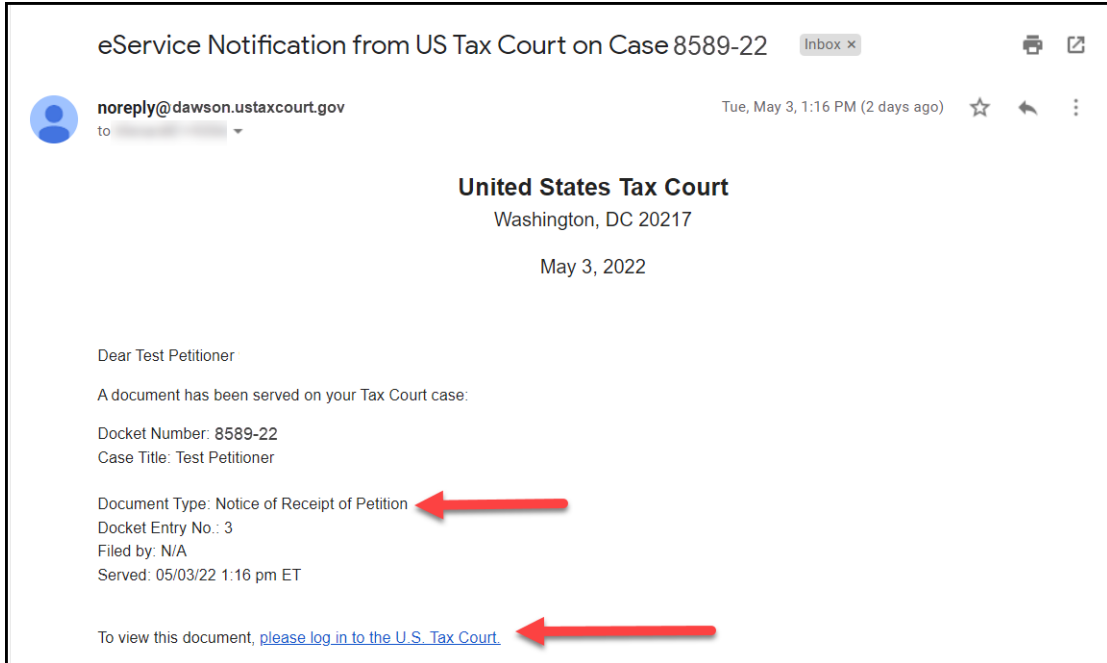 eService Notification from US Tax Court on Case 8589-22 Inbox ×
noreply@dawson.ustaxcourt.gov Tue, May 3, 1:16 PM (2 days ago)
to
United States Tax Court
Washington, DC 20217
May 3, 2022
Dear Test Petitioner
A document has been served on your Tax Court case:
Docket Number: 8589-22
Case Title: Test Petitioner
Document Type: Notice of Receipt of Petition
Docket Entry No.: 3
Filed by: N/A
Served: 05/03/22 1:16 pm ET
To view this document, please log in to the U.S. Tax Court.